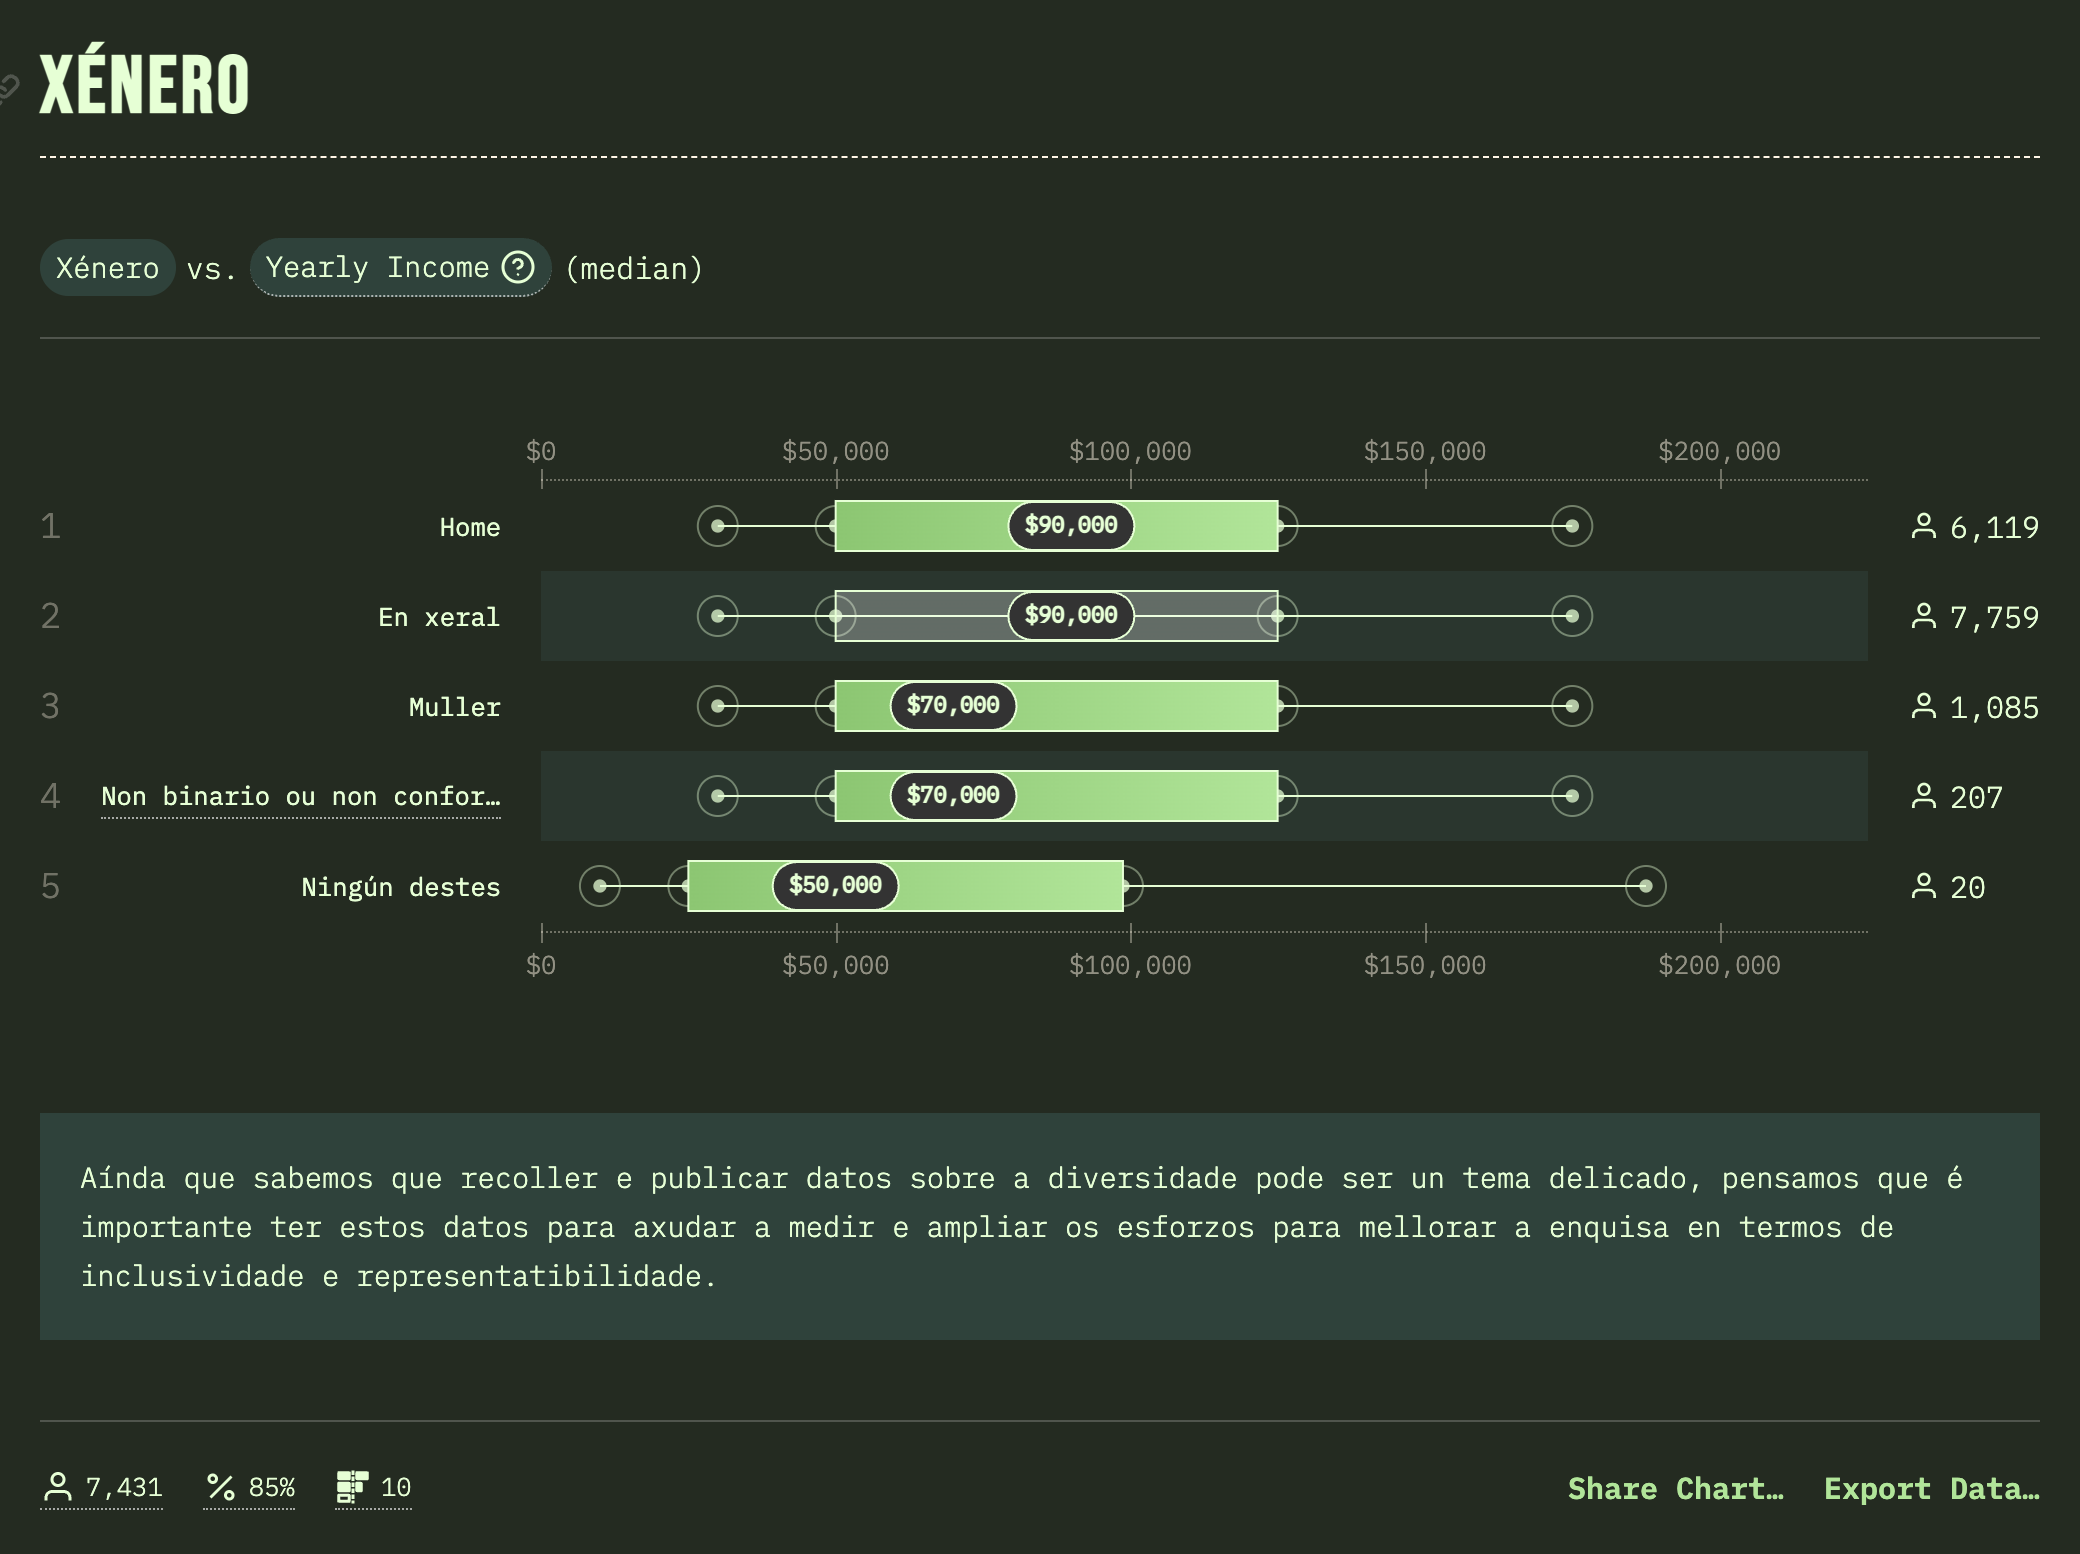 XÉNERO
Xénero vs. Yearly Income (median)
$0 $50,000 $100,000 $150,000 $200,000
1 Home $90,000 6,119
2 En xeral $90,000 7,759
3 Muller $70,000 1,085
4 Non binario ou non confor… $70,000 207
5 Ningún destes $50,000 20
$0 $50,000 $100,000 $150,000 $200,000
Aínda que sabemos que recoller e publicar datos sobre a diversidade pode ser un tema delicado, pensamos que é
importante ter estos datos para axudar a medir e ampliar os esforzos para mellorar a enquisa en termos de
inclusividade e representatibilidade.
7,431 85% 10 Share Chart… Export Data…